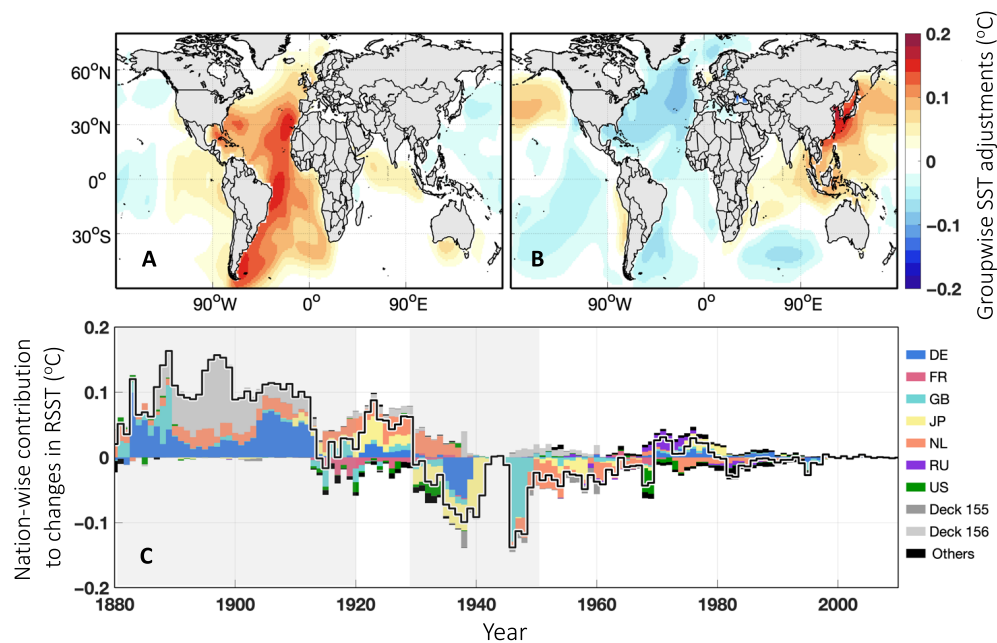 60°N
30°N
0°
30°S
A
B
90°W
0°
90°E
90°W
0°
90°E
0.2
0.1
0
−0.1
−0.2
Groupwise SST adjustments (°C)
Nation-wise contribution
to changes in RSST (°C)
0.2
0.1
0
−0.1
−0.2
C
1880
1900
1920
1940
1960
1980
2000
Year
DE
FR
GB
JP
NL
RU
US
Deck 155
Deck 156
Others